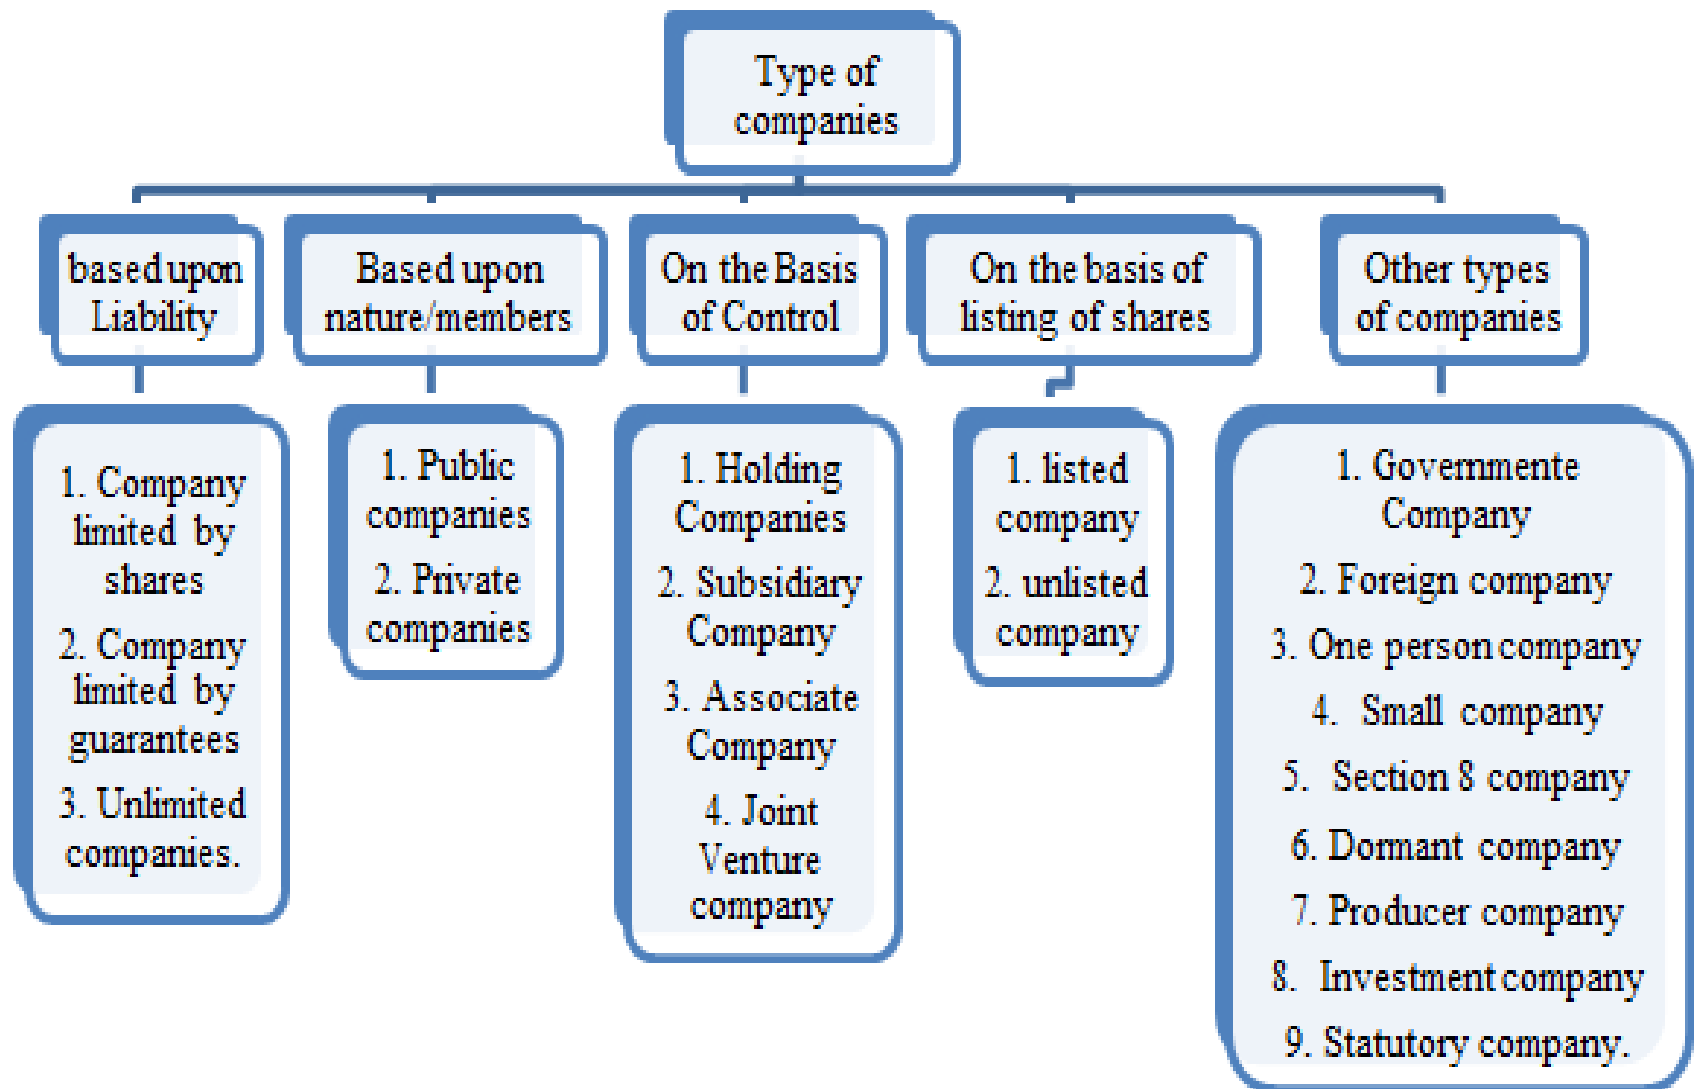 Type of
companies
based upon
Liability
Based upon
nature/members
On the Basis
of Control
On the basis of
listing of shares
Other types
of companies
1. Company
limited by
shares
2. Company
limited by
guarantees
3. Unlimited
companies.
1. Public
companies
2. Private
companies
1. Holding
Companies
2. Subsidiary
Company
3. Associate
Company
4. Joint
Venture
company
1. listed
company
2. unlisted
company
1. Governmente
Company
2. Foreign company
3. One person company
4. Small company
5. Section 8 company
6. Dormant company
7. Producer company
8. Investment company
9. Statutory company.